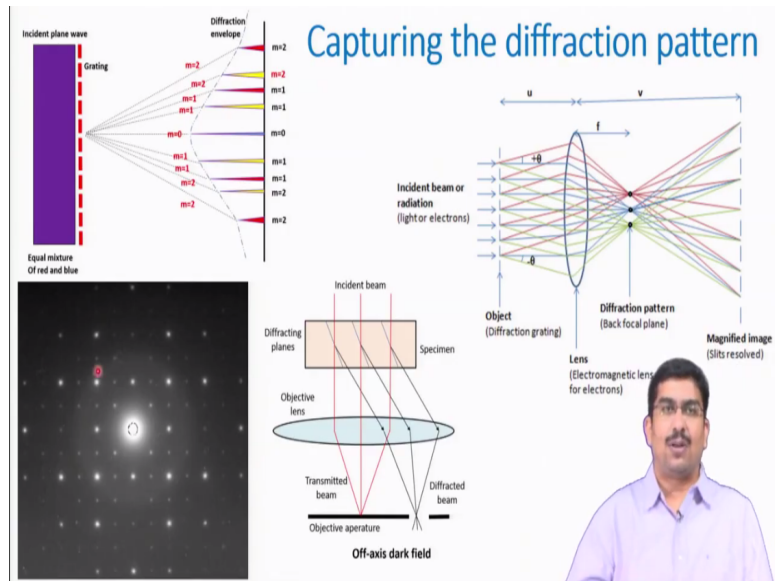 Capturing the diffraction pattern
Incident plane wave
Grating
Diffraction
envelope
m=2
m=2
m=1
m=1
m=0
m=1
m=1
m=2
m=2
m=2
m=2
m=1
m=1
m=0
m=1
m=1
m=2
m=2
Equal mixture
Of red and blue
u
v
f
+θ
-θ
Incident beam or
radiation
(light or electrons)
Object
(Diffraction grating)
Lens
(Electromagnetic lens
for electrons)
Diffraction pattern
(Back focal plane)
Magnified image
(Slits resolved)
Incident beam
Diffracting
planes
Specimen
Objective
lens
Transmitted
beam
Diffracted
beam
Objective aperature
Off-axis dark field